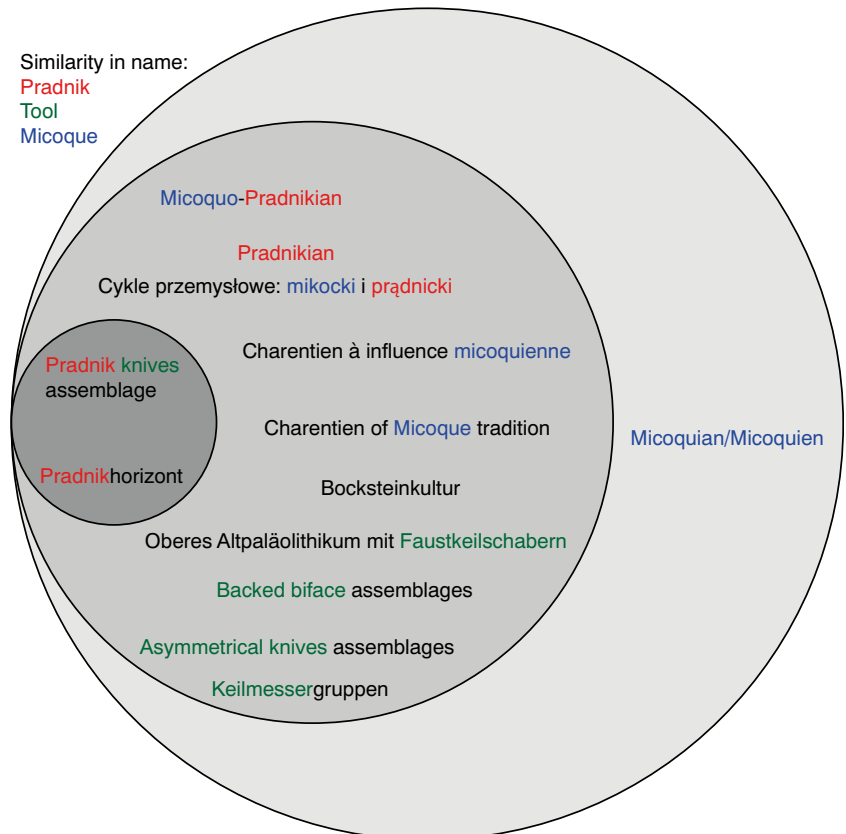 Similarity in name:
Pradnik
Tool
Micoque
Micoquo-Pradnikian
Pradnikian
Cykle przemysłowe: mikocki i prądnicki
Charentien à influence micoquienne
Pradnik knives
assemblage
Charentien of Micoque tradition
Micoquian/Micoquien
Pradnikhorizont
Bocksteinkultur
Oberes Altpaläolithikum mit Faustkeilschabern
Backed biface assemblages
Asymmetrical knives assemblages
Keilmessergruppen